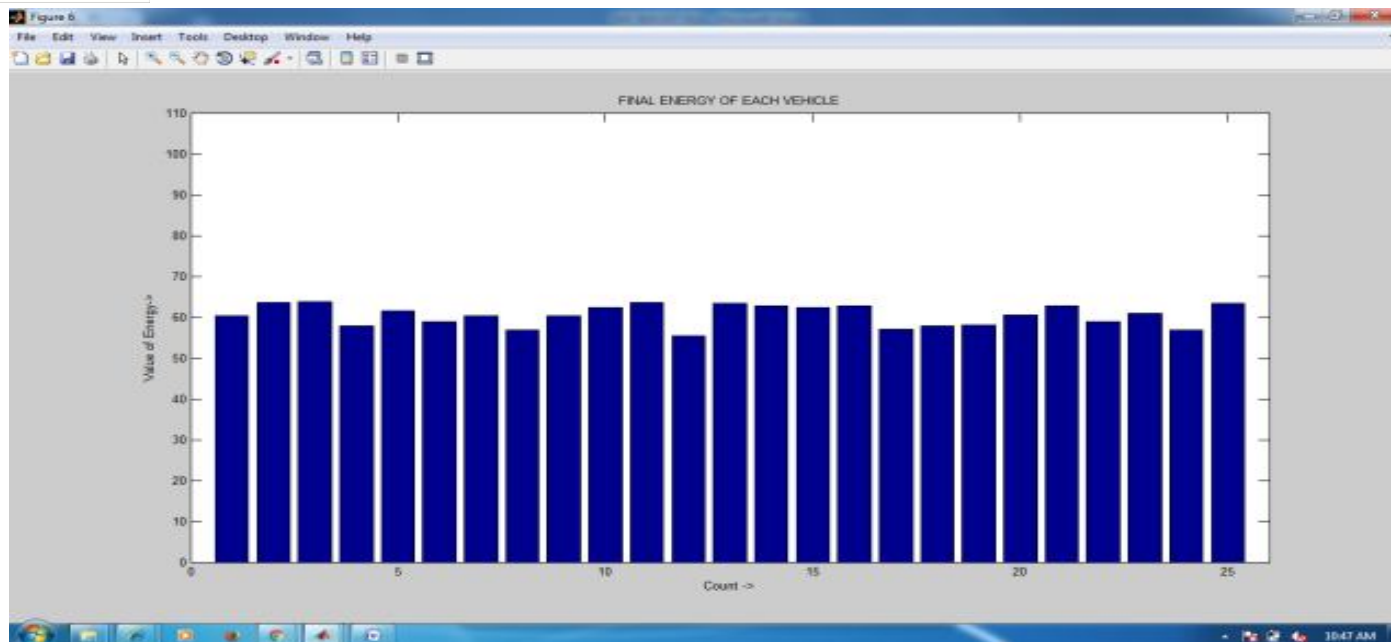 Figure 6
File Edit View Insert Tools Desktop Window Help
FINAL ENERGY OF EACH VEHICLE
110
100
90
80
70
60
50
40
30
20
10
0
Value of Energy->
0 5 10 15 20 25
Count ->
10:47 AM